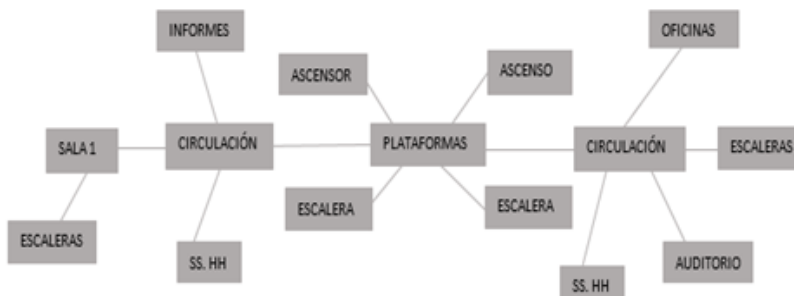 INFORMES
OFICINAS
ASCENSOR
ASCENSO
SALA 1
CIRCULACIÓN
PLATAFORMAS
CIRCULACIÓN
ESCALERAS
ESCALERA
ESCALERA
ESCALERAS
SS. HH
AUDITORIO
SS. HH